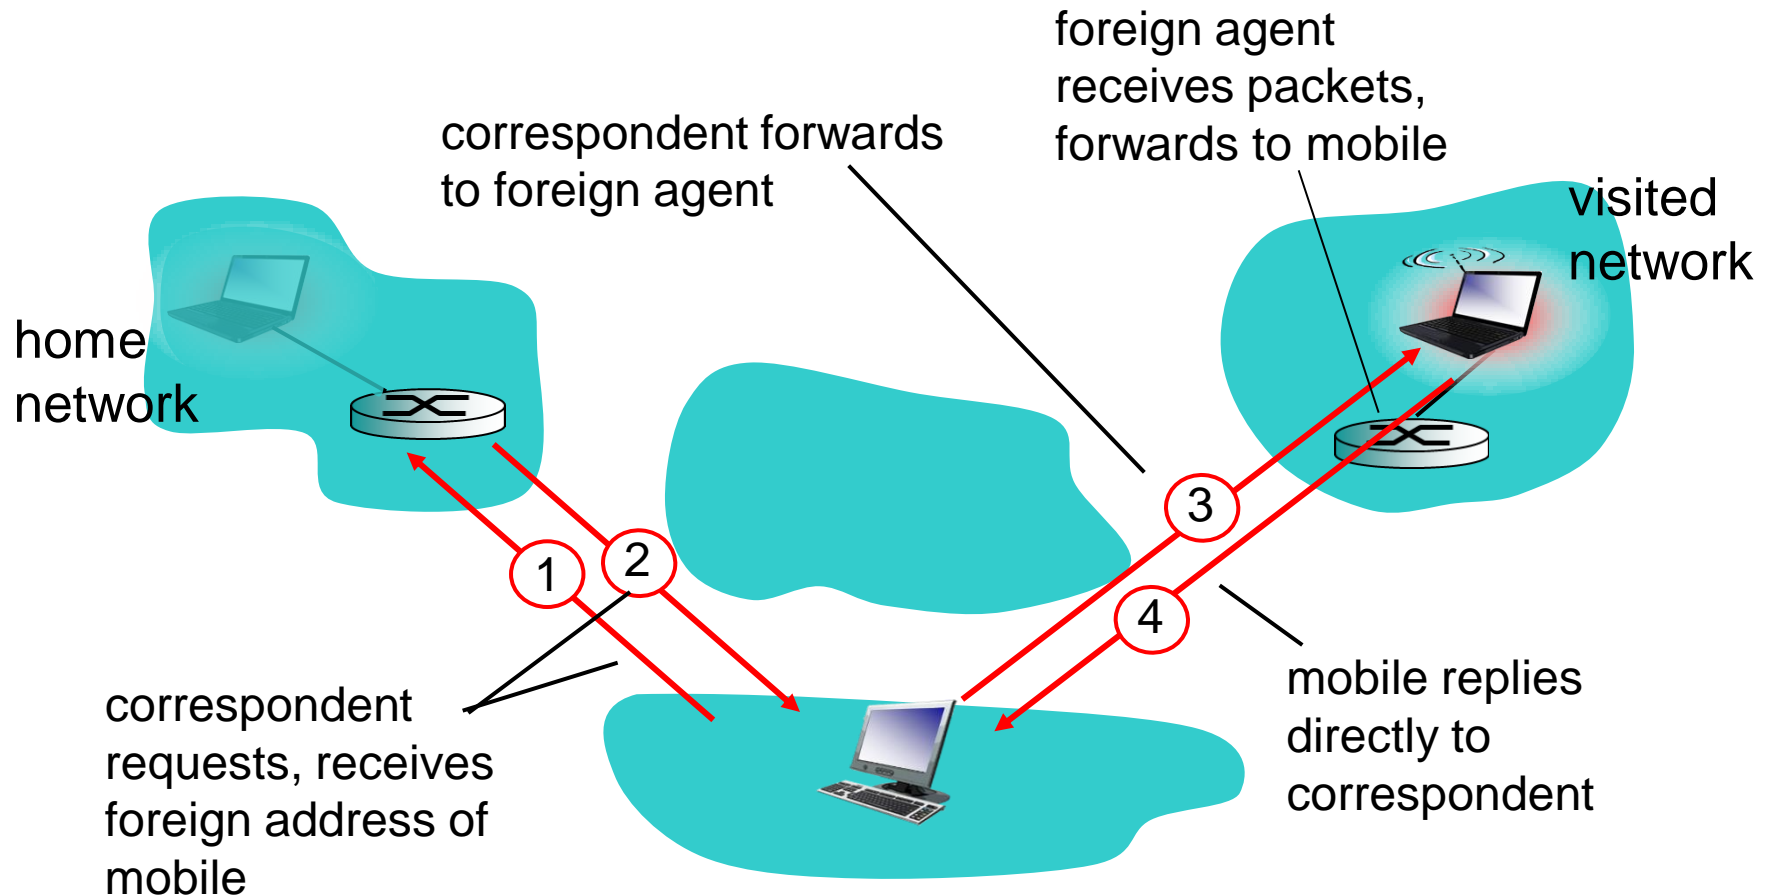 foreign agent
receives packets,
forwards to mobile
correspondent forwards
to foreign agent
visited
network
home
network
1
2
3
4
correspondent
requests, receives
foreign address of
mobile
mobile replies
directly to
correspondent